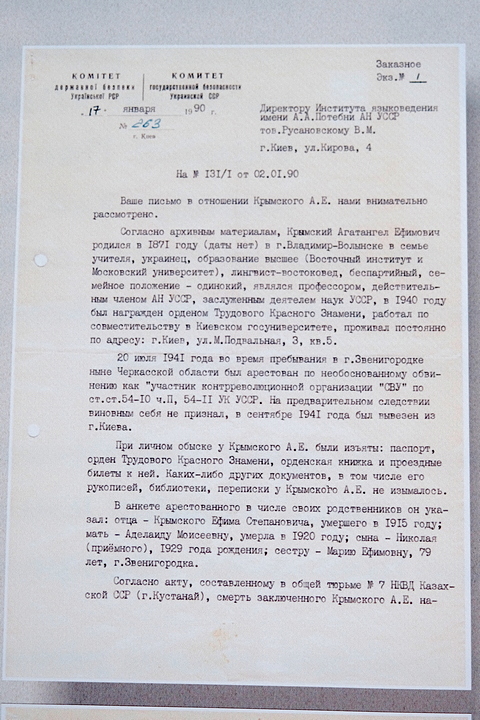 Заказное
Экз.№ 1
КОМІТЕТ
державної безпеки
Української РСР
КОМИТЕТ
государственной безопасности
Украинской ССР
„17" января 1990 г.
№ 263
г. Киев
Директору Института языковедения
имени А.А.Потебни АН УССР
тов.Русановскому В.М.
г.Киев, ул.Кирова, 4
На № 131/1 от 02.01.90
Ваше письмо в отношении Крымского А.Е. нами внимательно
рассмотрено.
Согласно архивным материалам, Крымский Агатангел Ефимович
родился в 1871 году (даты нет) в г.Владимир-Волынске в семье
учителя, украинец, образование высшее (Восточный институт и
Московский университет), лингвист-востоковед, беспартийный, се-
мейное положение - одинокий, являлся профессором, действитель-
ным членом АН УССР, заслуженным деятелем наук УССР, в 1940 году
был награжден орденом Трудового Красного Знамени, работал по
совместительству в Киевском госуниверситете, проживал постоянно
по адресу: г.Киев, ул.М.Подвальная, 3, кв.5.
20 июля 1941 года во время пребывания в г.Звенигородке
ныне Черкасской области был арестован по необоснованному обви-
нению как "участник контрреволюционной организации "СВУ" по
ст.ст.54-10 ч.П, 54-11 УК УССР. На предварительном следствии
виновным себя не признал, в сентябре 1941 года был вывезен из
г.Киева.
При личном обыске у Крымского А.Е. были изъяты: паспорт,
орден Трудового Красного Знамени, орденская книжка и проездные
билеты к ней. Каких-либо других документов, в том числе его
рукописей, библиотеки, переписки у Крымского А.Е. не изымалось.
В анкете арестованного в числе своих родственников он ука-
зал: отца - Крымского Ефима Степановича, умершего в 1915 году;
мать - Аделаиду Моисеевну, умерла в 1920 году; сына - Николая
(приёмного), 1929 года рождения; сестру - Марию Ефимовну, 79
лет, г.Звенигородка.
Согласно акту, составленному в общей тюрьме № 7 НКВД Казах-
ской ССР (г.Кустанай), смерть заключенного Крымского А.Е. на-